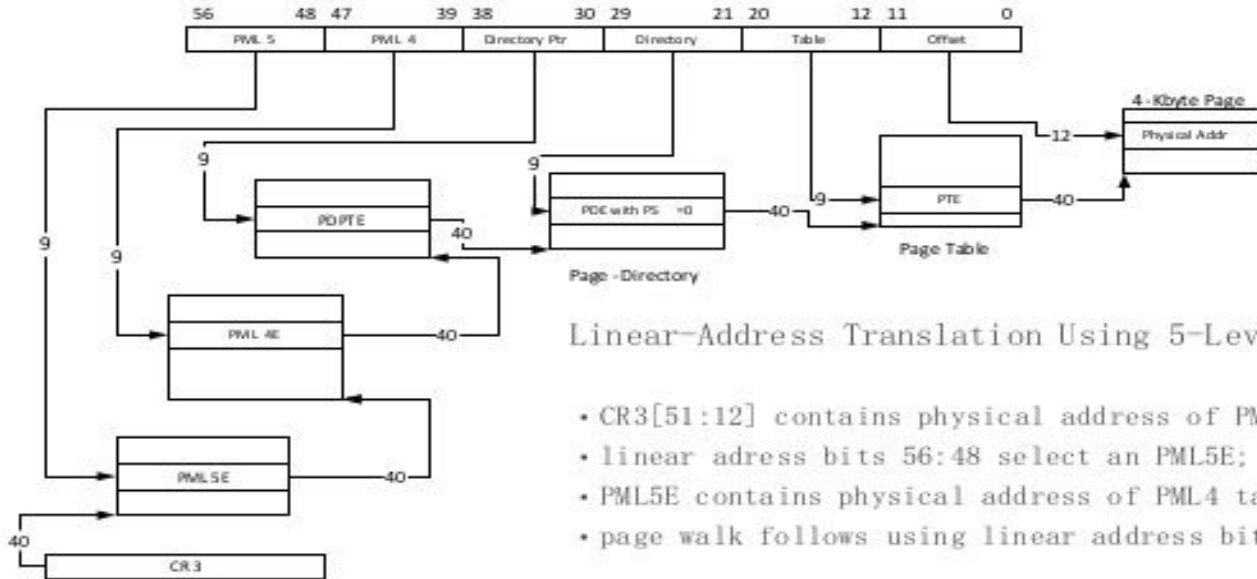 56 48 47 39 38 30 29 21 20 12 11 0
PML 5 PML 4 Directory Ptr Directory Table Offset
4-Kbyte Page
12 Physical Addr
9 9
PDPTE PDE with PS =0 40 9 PTE 40
40
Page Table
9 9
Page -Directory
PML 4E 40
Linear-Address Translation Using 5-Lev
• CR3[51:12] contains physical address of PM
• linear adress bits 56:48 select an PML5E;
PML5E 40
• PML5E contains physical address of PML4 ta
• page walk follows using linear address bit
40
CR3